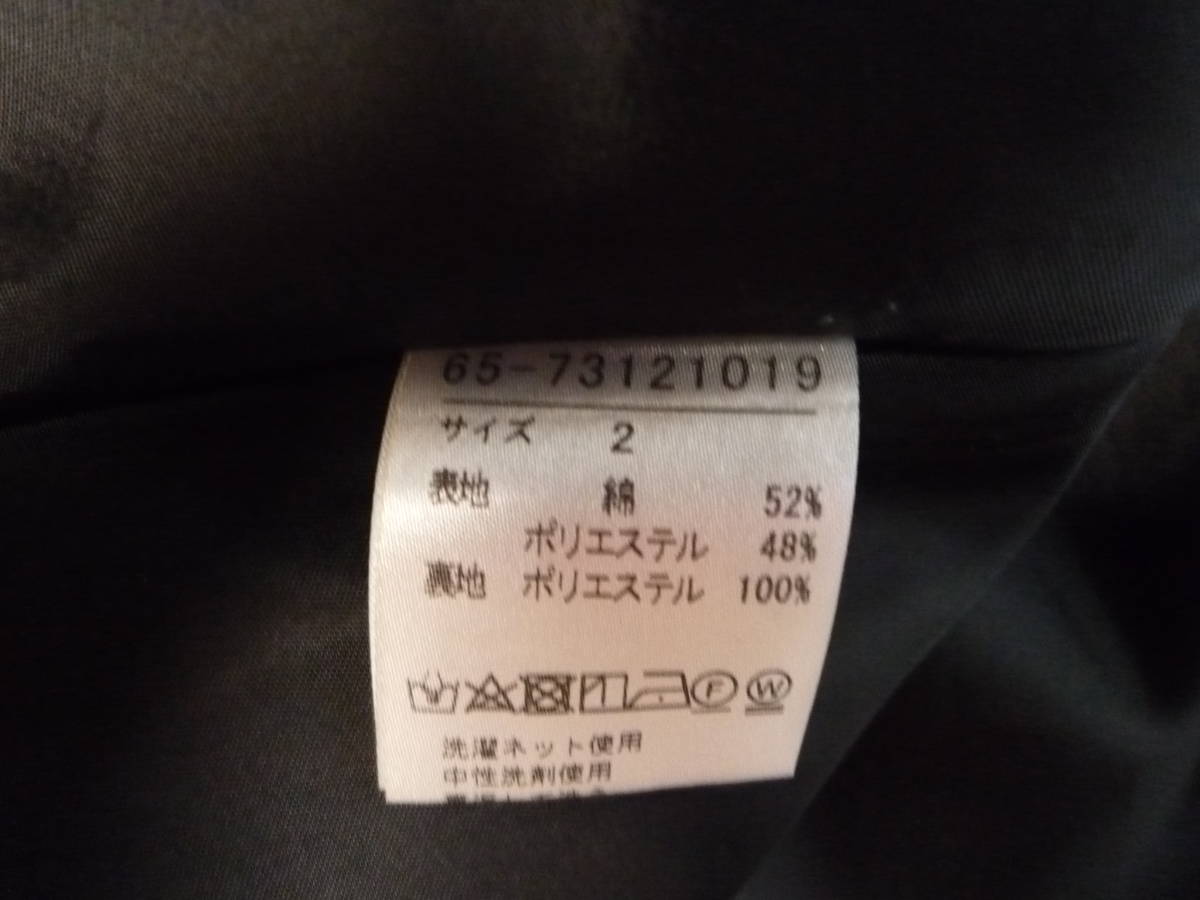 65-73121019
サイズ 2
表地 綿 52%
ポリエステル 48%
裏地 ポリエステル 100%
F W
洗濯ネット使用
中性洗剤使用